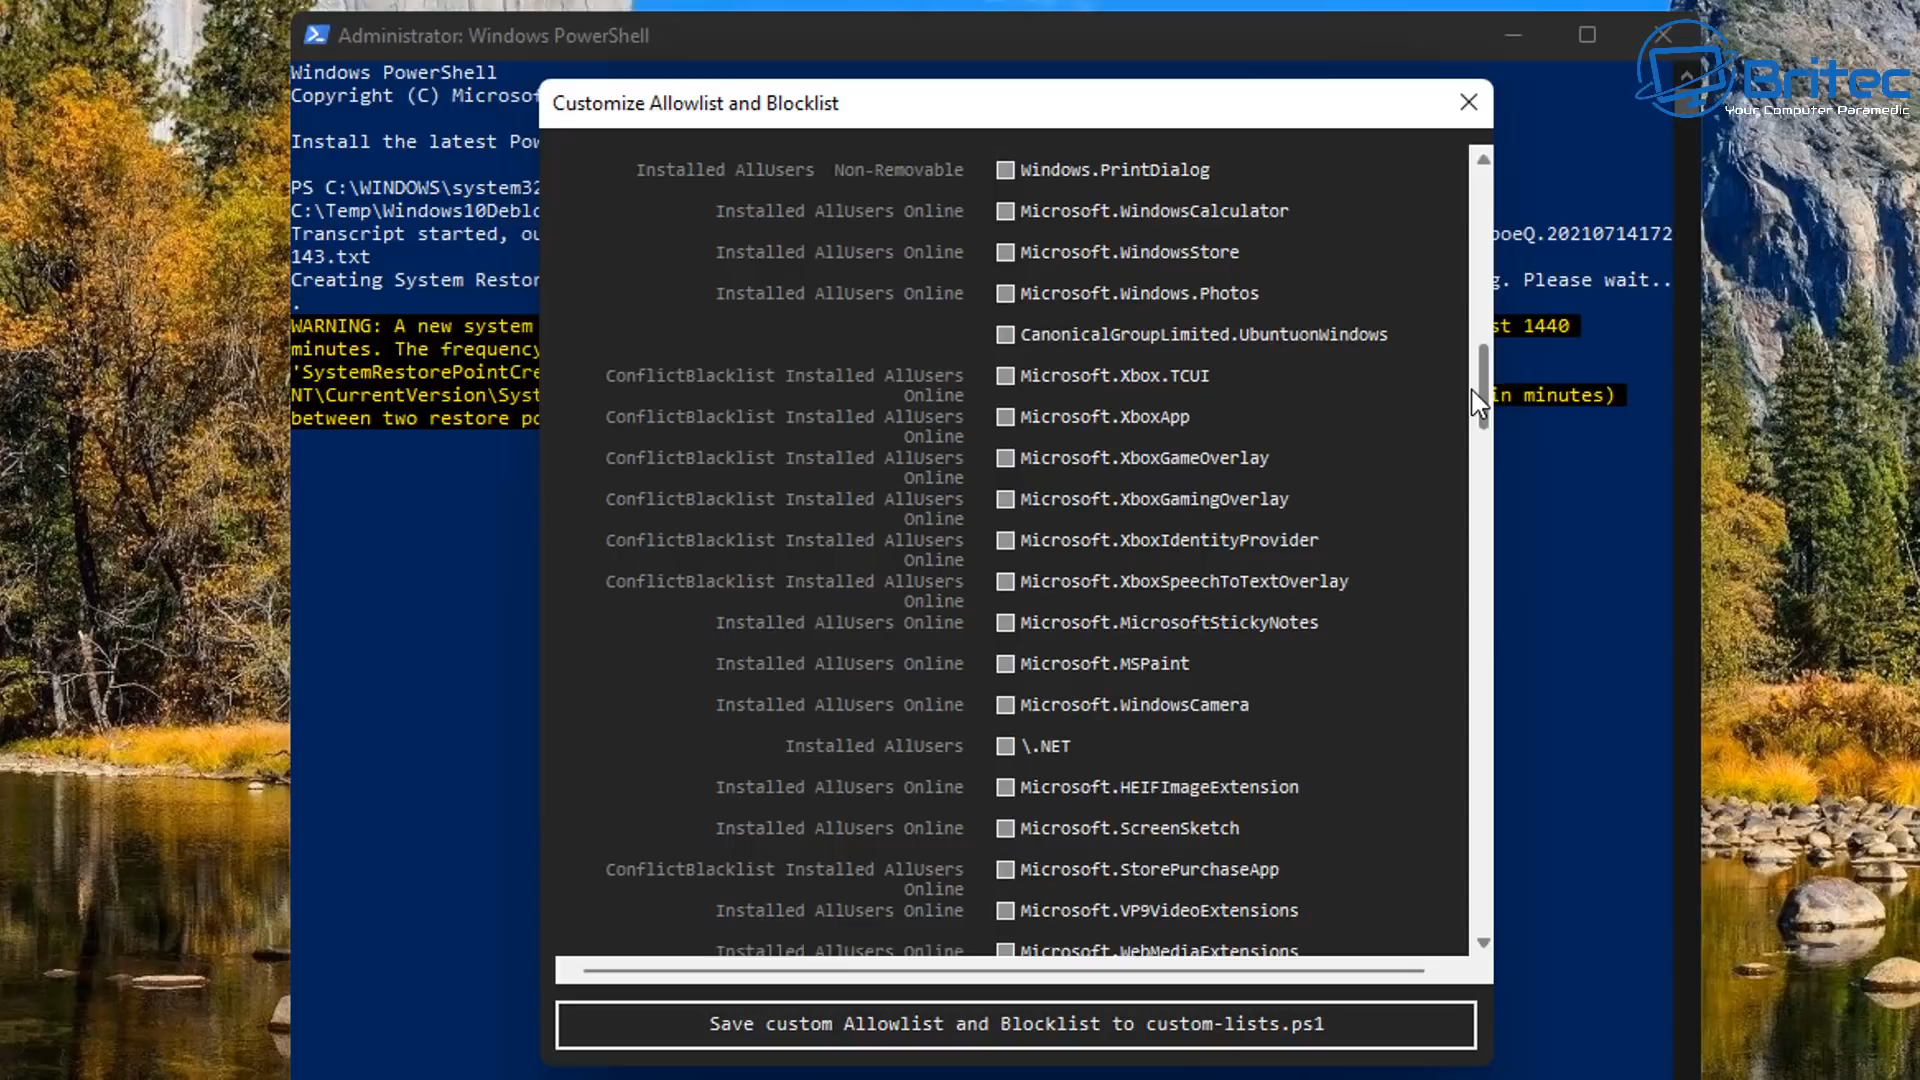 Administrator: Windows PowerShell
Britec
Your Computer Paramedic
Windows PowerShell
Copyright (C) Microsof
Install the latest Pow
PS C:\WINDOWS\system32
C:\Temp\Windows10Deblo
Transcript started, ou
boeQ.20210714172
143.txt
Creating System Restor
g. Please wait..
.
WARNING: A new system
st 1440
minutes. The frequency
'SystemRestorePointCre
NT\CurrentVersion\Syst
in minutes)
between two restore po
Customize Allowlist and Blocklist
Installed AllUsers Non-Removable Windows.PrintDialog
Installed AllUsers Online Microsoft.WindowsCalculator
Installed AllUsers Online Microsoft.WindowsStore
Installed AllUsers Online Microsoft.Windows.Photos
CanonicalGroupLimited.UbuntuonWindows
ConflictBlacklist Installed AllUsers Microsoft.Xbox.TCUI
Online
ConflictBlacklist Installed AllUsers Microsoft.XboxApp
Online
ConflictBlacklist Installed AllUsers Microsoft.XboxGameOverlay
Online
ConflictBlacklist Installed AllUsers Microsoft.XboxGamingOverlay
Online
ConflictBlacklist Installed AllUsers Microsoft.XboxIdentityProvider
Online
ConflictBlacklist Installed AllUsers Microsoft.XboxSpeechToTextOverlay
Online
Installed AllUsers Online Microsoft.MicrosoftStickyNotes
Installed AllUsers Online Microsoft.MSPaint
Installed AllUsers Online Microsoft.WindowsCamera
Installed AllUsers \.NET
Installed AllUsers Online Microsoft.HEIFImageExtension
Installed AllUsers Online Microsoft.ScreenSketch
ConflictBlacklist Installed AllUsers Microsoft.StorePurchaseApp
Online
Installed AllUsers Online Microsoft.VP9VideoExtensions
Installed AllUsers Online Microsoft.WebMediaExtensions
Save custom Allowlist and Blocklist to custom-lists.ps1